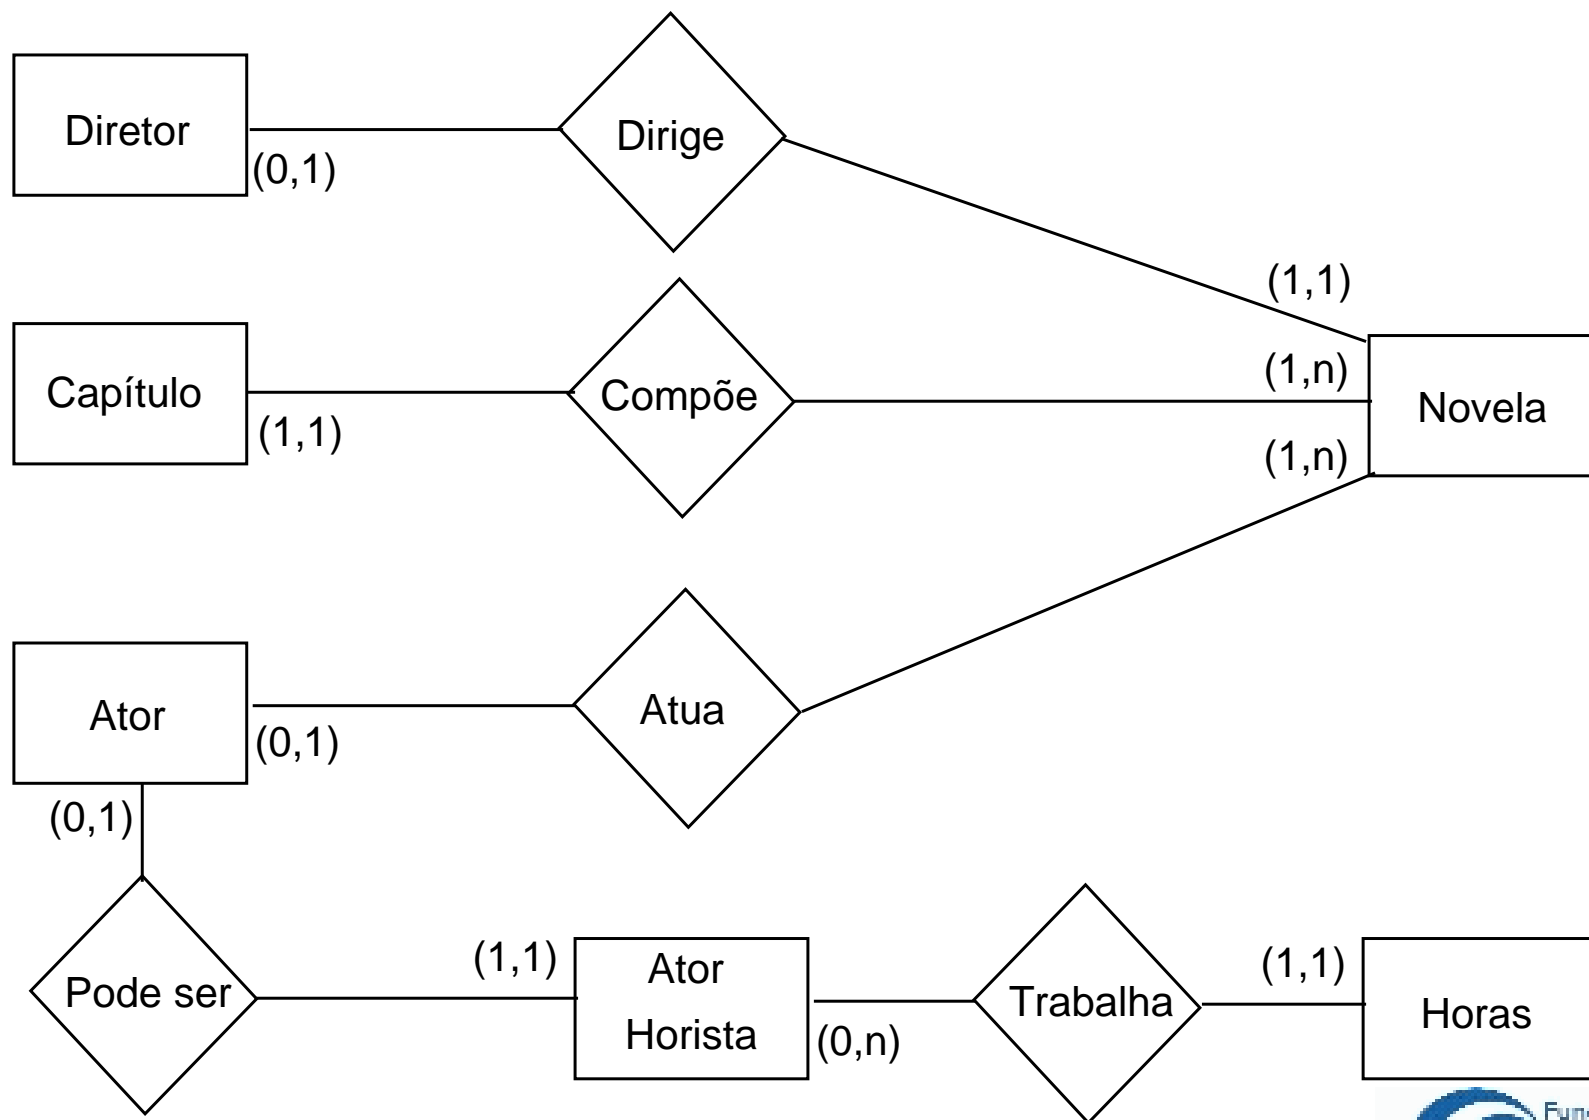 Diretor
(0,1)
Dirige
(1,1)
Capítulo
(1,1)
Compõe
(1,n)
Novela
(1,n)
Ator
(0,1)
Atua
(0,1)
Pode ser
(1,1)
Ator
Horista
(0,n)
Trabalha
(1,1)
Horas